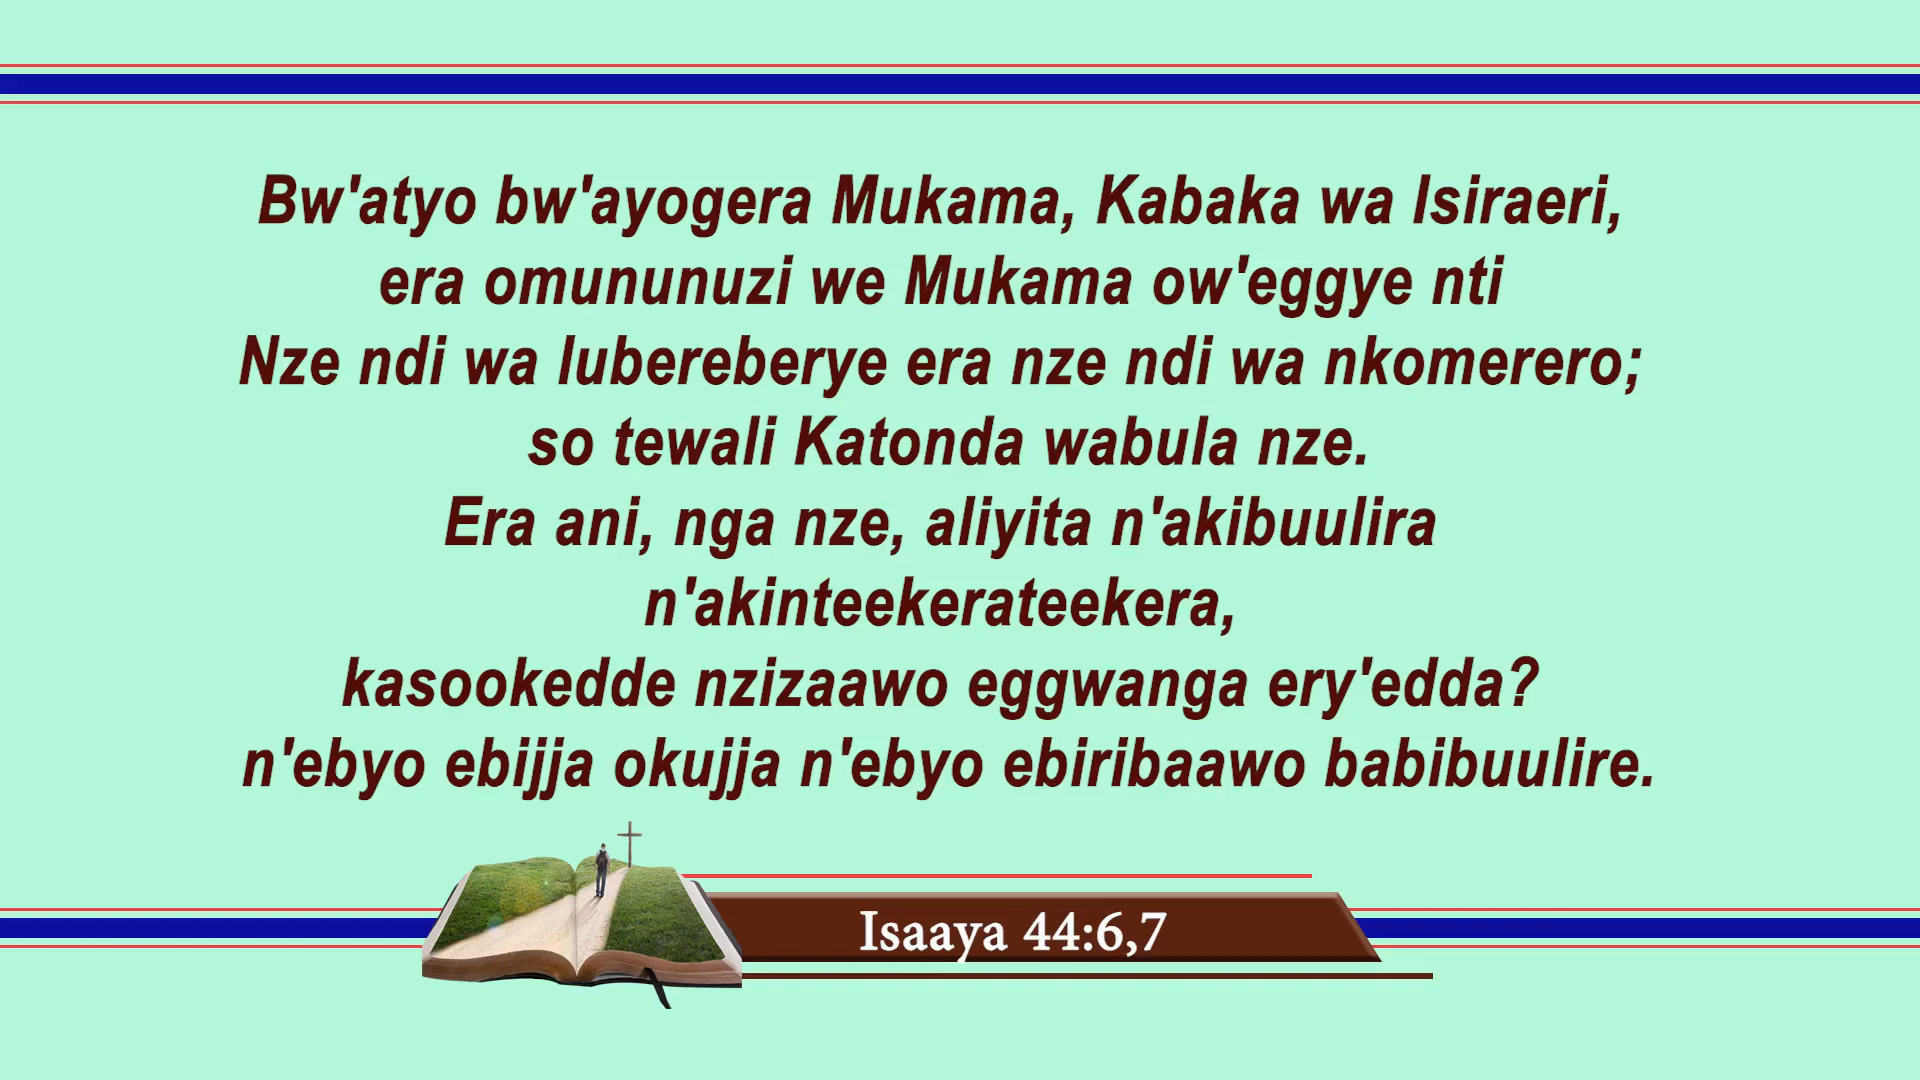 Bw'atyo bw'ayogera Mukama, Kabaka wa Isiraeri,
era omununuzi we Mukama ow'eggye nti
Nze ndi wa lubereberye era nze ndi wa nkomerero;
so tewali Katonda wabula nze.
Era ani, nga nze, aliyita n'akibuulira
n'akinteekerateekera,
kasookedde nzizaawo eggwanga ery'edda?
n'ebyo ebijja okujja n'ebyo ebiribaawo babibuulire.
Isaaya 44:6,7